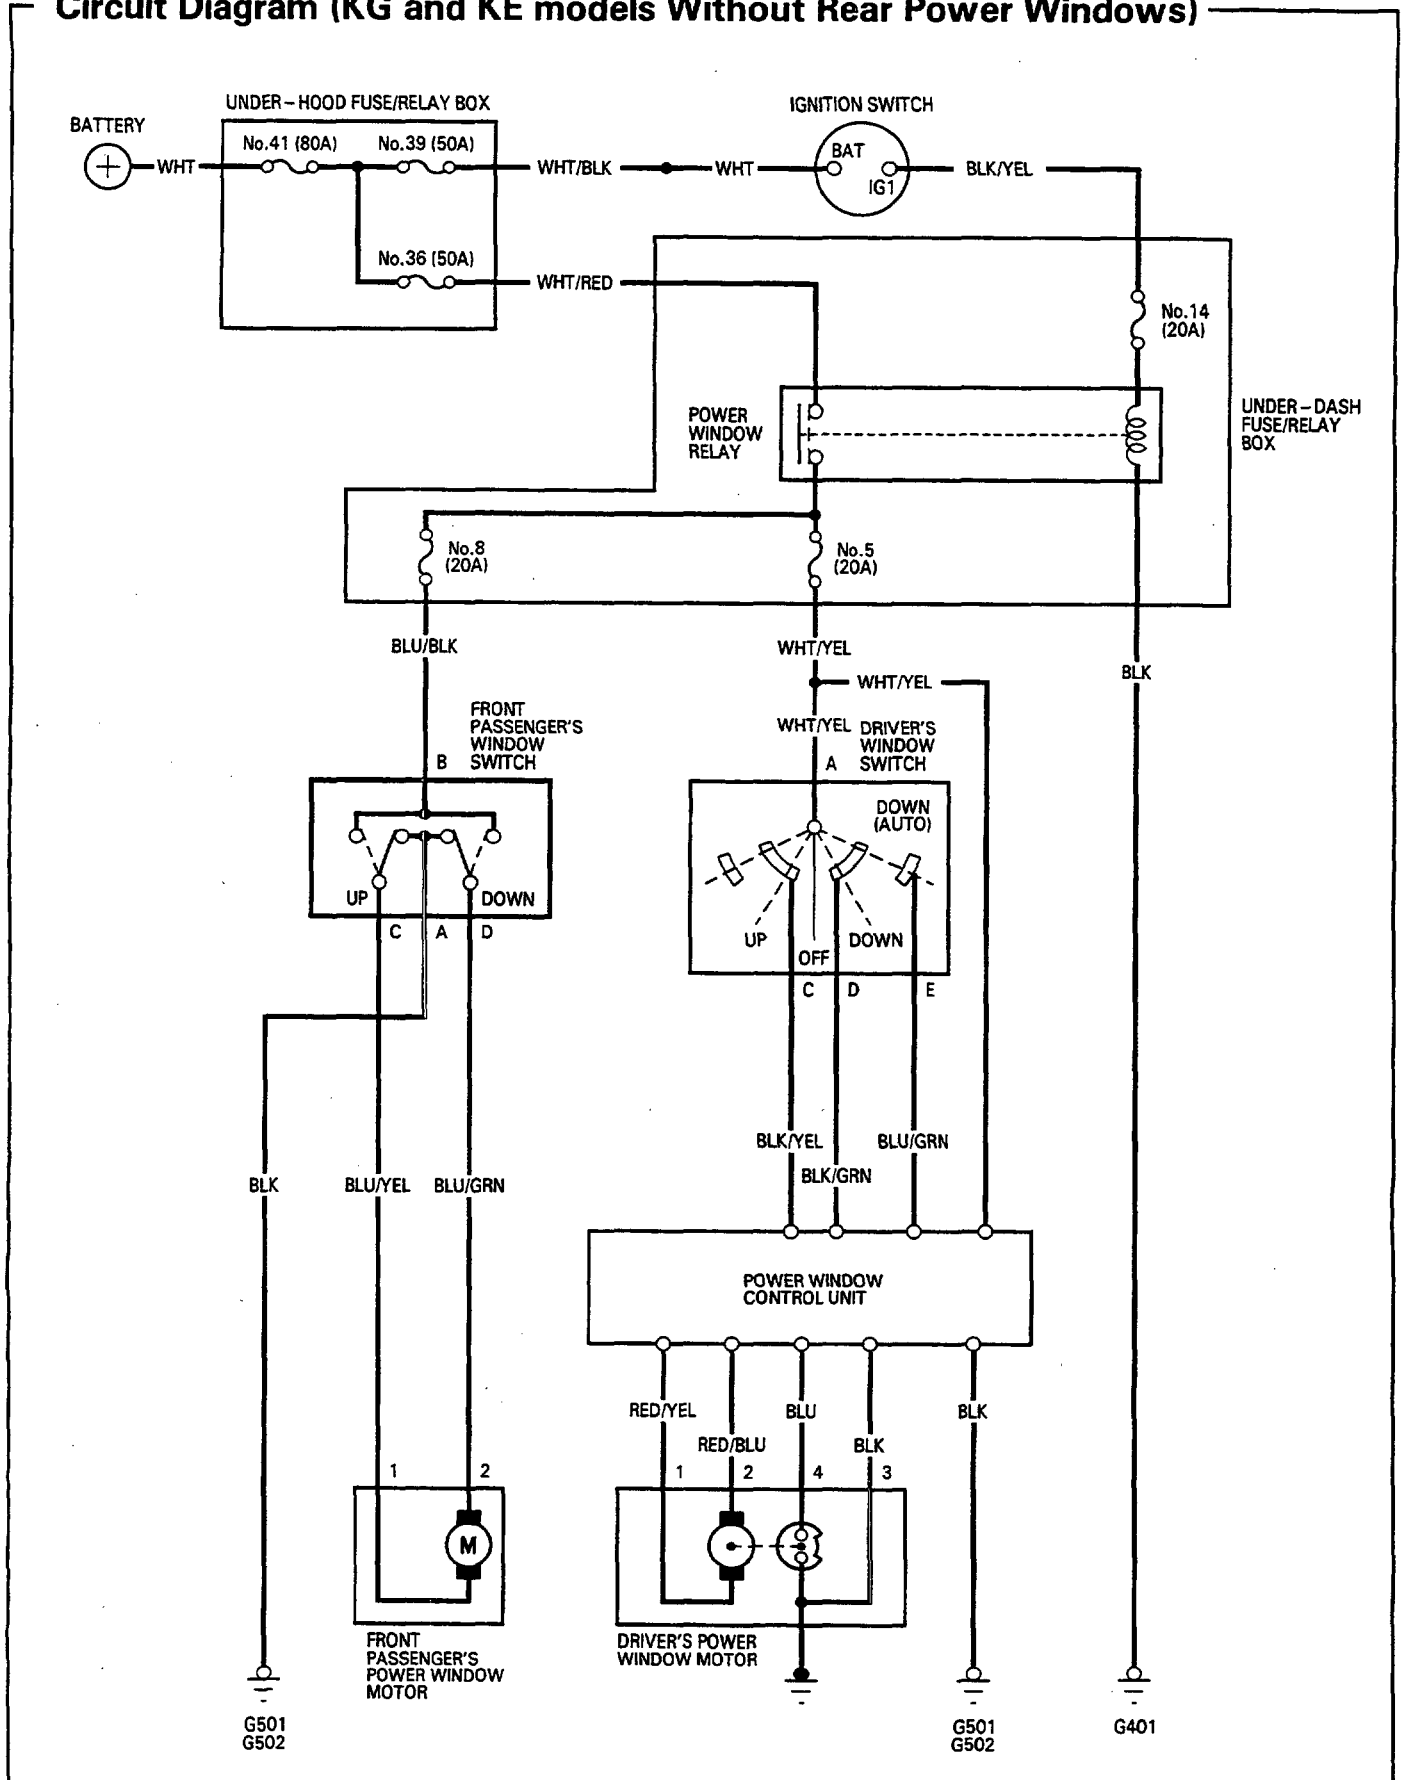 Circuit Diagram (KG and KE models Without Rear Power Windows)
UNDER-HOOD FUSE/RELAY BOX
IGNITION SWITCH
BATTERY
No.41 (80A)
No.39 (50A)
BAT
WHT
WHT/BLK
WHT
BLK/YEL
IG1
No.36 (50A)
WHT/RED
No.14
(20A)
POWER
WINDOW
RELAY
UNDER-DASH
FUSE/RELAY
BOX
No.8
(20A)
No.5
(20A)
BLU/BLK
WHT/YEL
BLK
WHT/YEL
FRONT
PASSENGER'S
WINDOW
SWITCH
B
WHT/YEL
DRIVER'S
WINDOW
SWITCH
A
DOWN
(AUTO)
UP
DOWN
UP
OFF
DOWN
C
A
D
C
D
E
BLK/YEL
BLU/GRN
BLK/GRN
BLK
BLU/YEL
BLU/GRN
POWER WINDOW
CONTROL UNIT
RED/YEL
BLU
BLK
RED/BLU
BLK
1
2
1
2
4
3
M
FRONT
PASSENGER'S
POWER WINDOW
MOTOR
DRIVER'S POWER
WINDOW MOTOR
G501
G502
G501
G502
G401